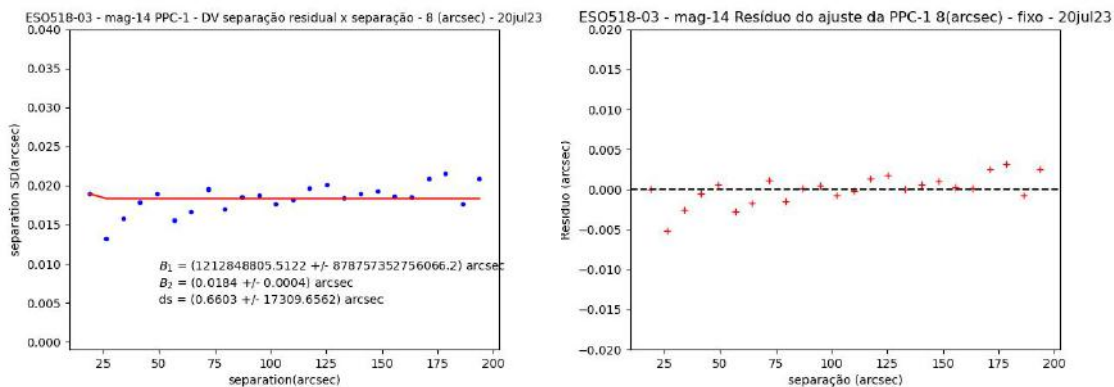 ESO518-03 - mag-14 PPC-1 - DV separação residual x separação - 8 (arcsec) - 20jul23
0.040
0.035
0.030
0.025
0.020
0.015
0.010
0.005
0.000
separation SD(arcsec)
B₁ = (1212848805.5122 +/- 878757352756066.2) arcsec
B₂ = (0.0184 +/- 0.0004) arcsec
ds = (0.6603 +/- 17309.6562) arcsec
25 50 75 100 125 150 175 200
separation(arcsec)
ESO518-03 - mag-14 Resíduo do ajuste da PPC-1 8(arcsec) - fixo - 20jul23
0.020
0.015
0.010
0.005
0.000
−0.005
−0.010
−0.015
−0.020
Resíduo (arcsec)
25 50 75 100 125 150 175 200
separação (arcsec)